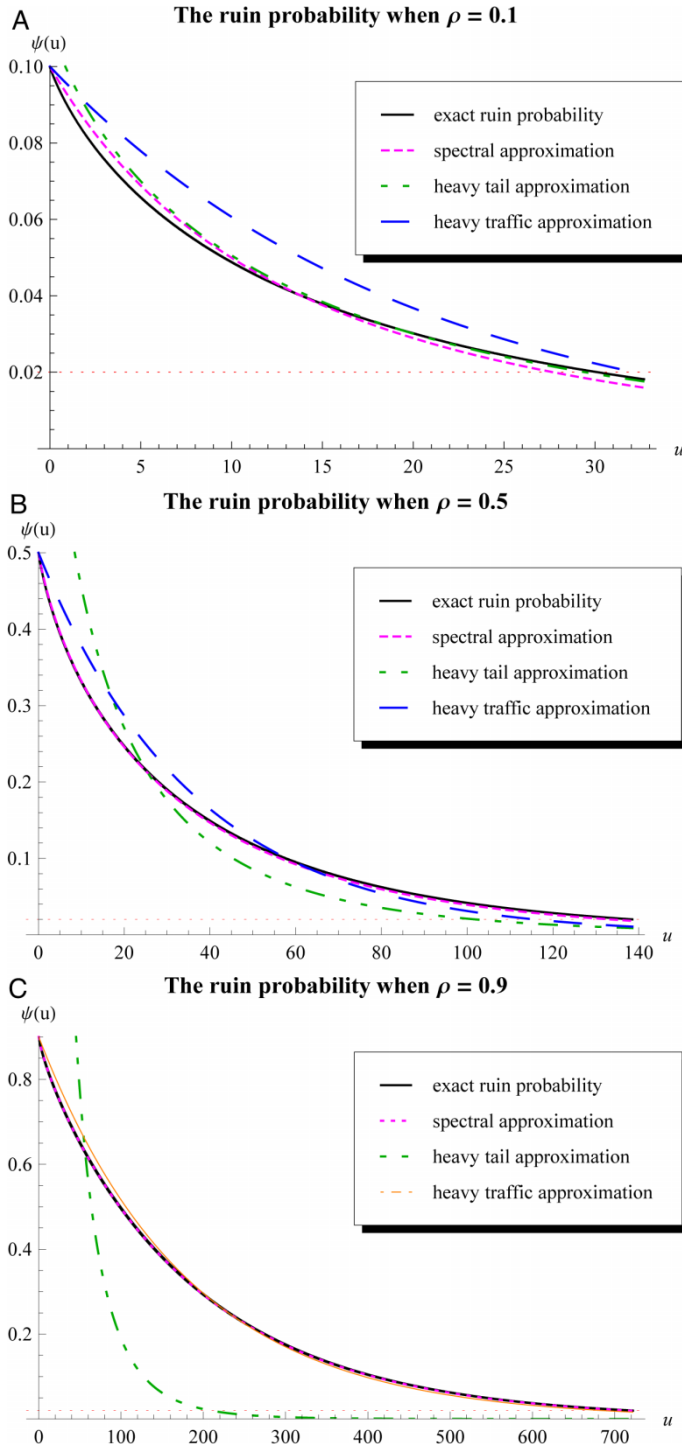 A
The ruin probability when ρ = 0.1
ψ(u)
0.10
0.08
0.06
0.04
0.02
exact ruin probability
spectral approximation
heavy tail approximation
heavy traffic approximation
0 5 10 15 20 25 30 u
B
The ruin probability when ρ = 0.5
ψ(u)
0.5
0.4
0.3
0.2
0.1
exact ruin probability
spectral approximation
heavy tail approximation
heavy traffic approximation
0 20 40 60 80 100 120 140 u
C
The ruin probability when ρ = 0.9
ψ(u)
0.8
0.6
0.4
0.2
exact ruin probability
spectral approximation
heavy tail approximation
heavy traffic approximation
0 100 200 300 400 500 600 700 u